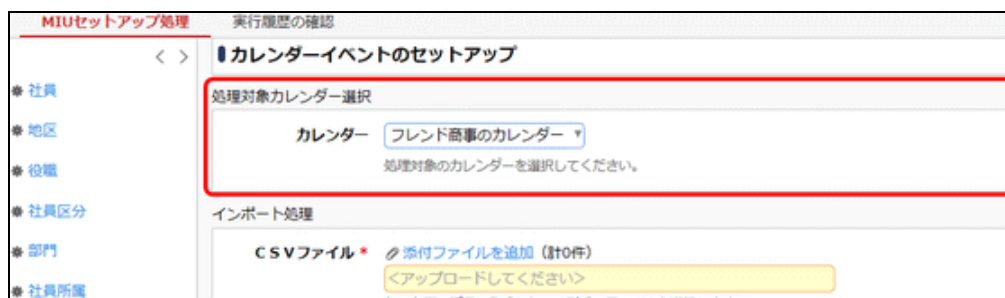 MIUセットアップ処理 実行履歴の確認
< >
カレンダーイベントのセットアップ
社員
処理対象カレンダー選択
地区
カレンダー フレンド商事のカレンダー ▼
役職
処理対象のカレンダーを選択してください。
社員区分
インポート処理
部門
CSVファイル * 添付ファイルを追加 (計0件)
<アップロードしてください>
社員所属